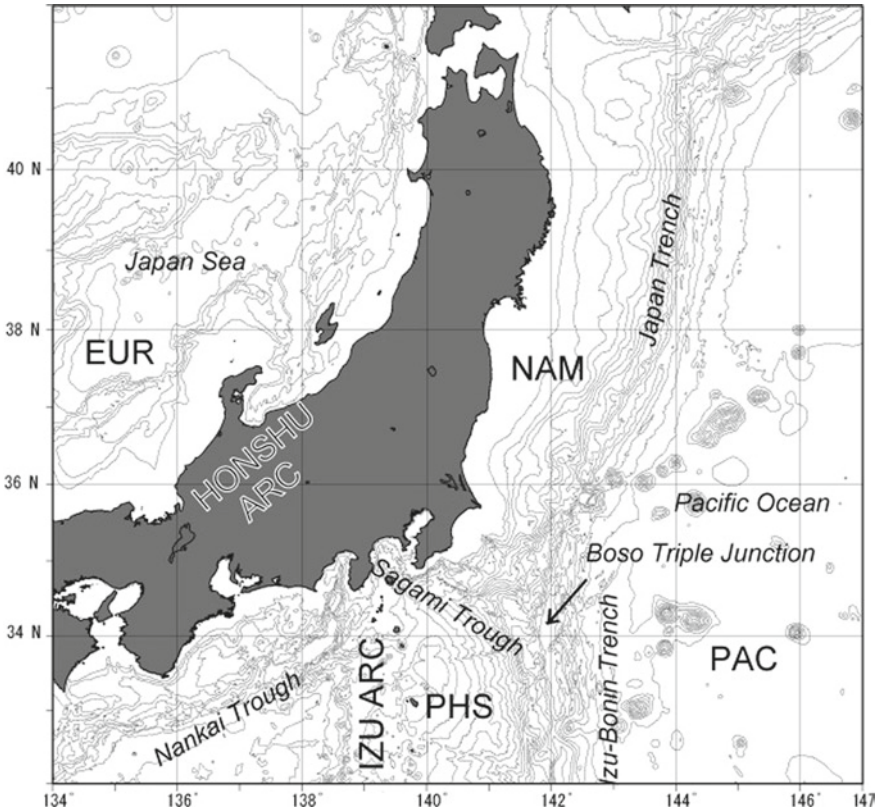 40 N
Japan Sea
Japan Trench
38 N
EUR
NAM
HONSHU
ARC
36 N
Pacific Ocean
Boso Triple Junction
Sagami Trough
34 N
Izu-Bonin Trench
PAC
Nankai Trough
IZU ARC
PHS
134 136 138 140 142 144 146 147